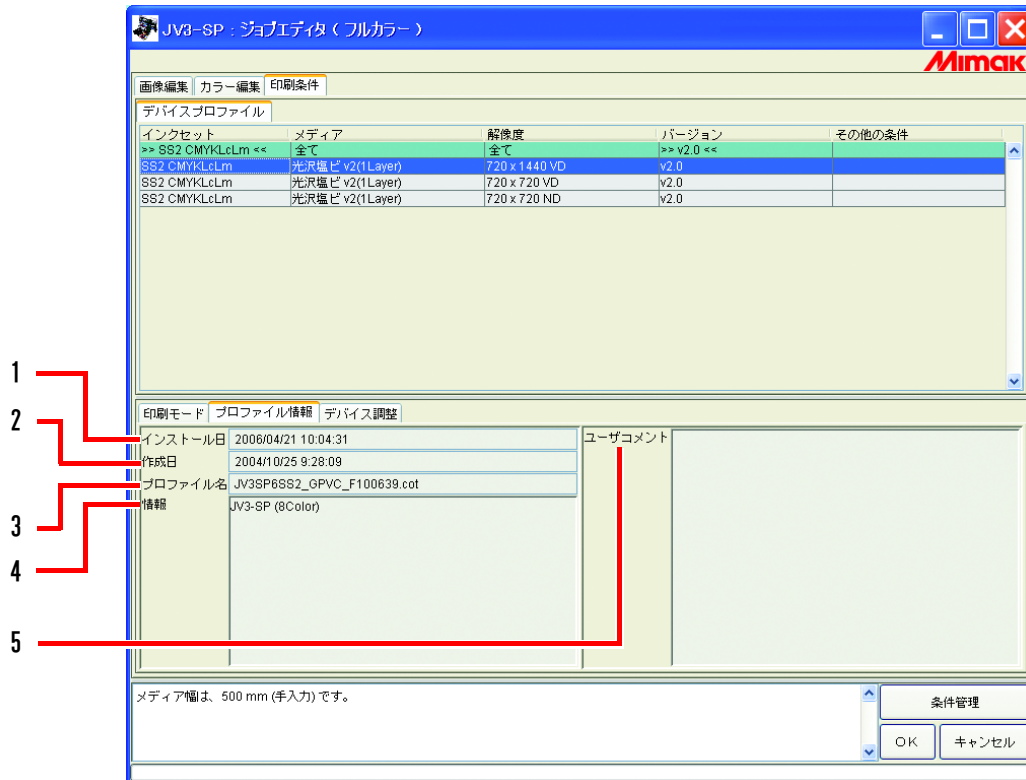 JV3-SP : ジョブエディタ ( フルカラー )
Mimaki
画像編集 カラー編集 印刷条件
デバイスプロファイル
インクセット メディア 解像度 バージョン その他の条件
>> SS2 CMYKLcLm << 全て 全て >> v2.0 <<
SS2 CMYKLcLm 光沢塩ビ v2(1Layer) 720 x 1440 VD v2.0
SS2 CMYKLcLm 光沢塩ビ v2(1Layer) 720 x 720 VD v2.0
SS2 CMYKLcLm 光沢塩ビ v2(1Layer) 720 x 720 ND v2.0
印刷モード プロファイル情報 デバイス調整
1
インストール日 2006/04/21 10:04:31
2
作成日 2004/10/25 9:28:09
3
プロファイル名 JV3SP6SS2_GPVC_F100639.cot
4
情報 JV3-SP (8Color)
5
ユーザコメント
メディア幅は、500 mm (手入力) です。
条件管理
OK キャンセル